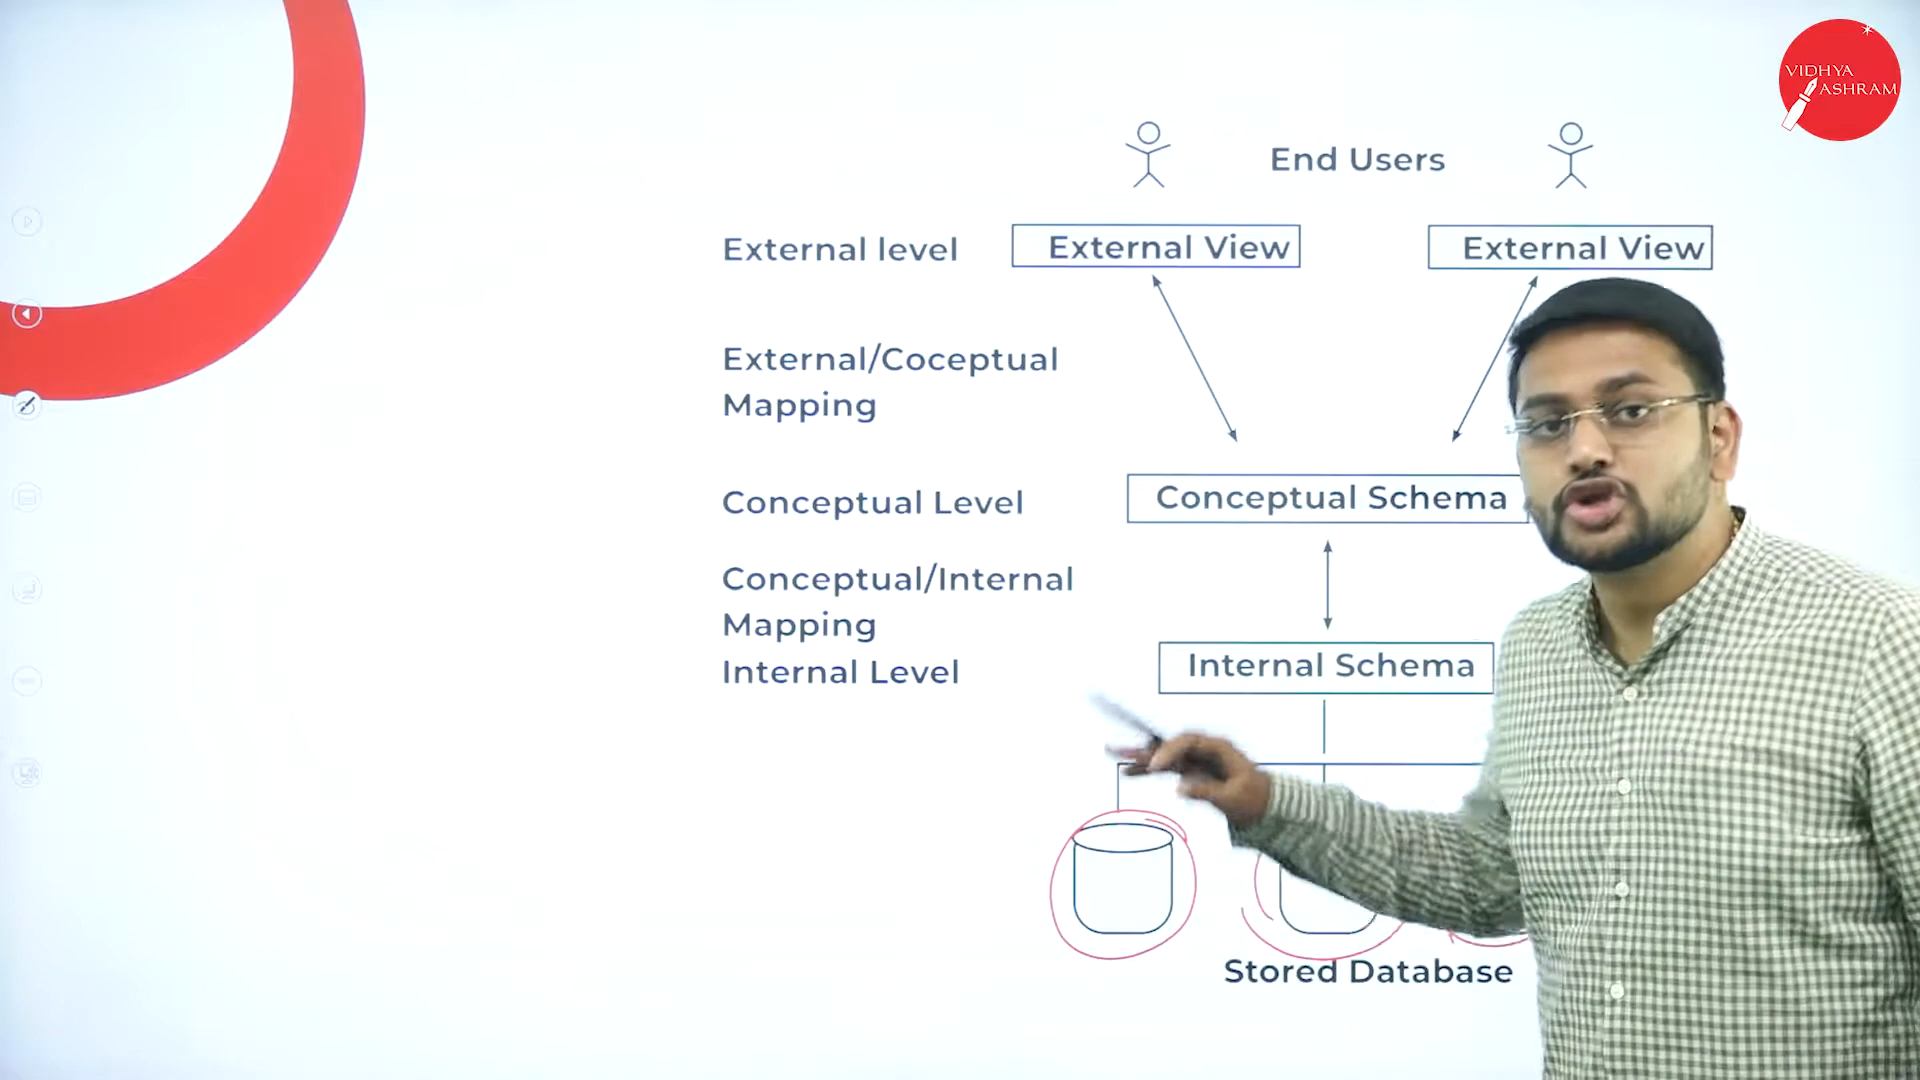 VIDHYA
ASHRAM
End Users
External level
External View
External View
External/Coceptual
Mapping
Conceptual Level
Conceptual Schema
Conceptual/Internal
Mapping
Internal Level
Internal Schema
Stored Database